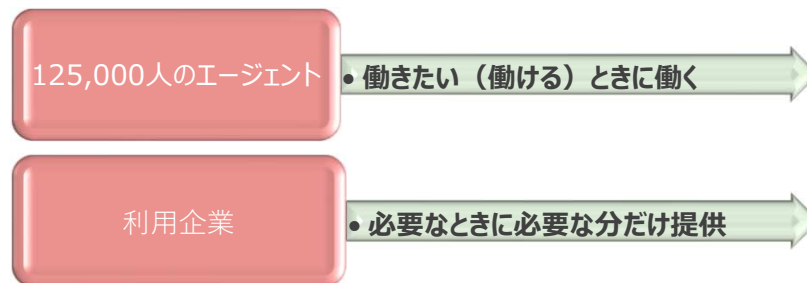 125,000人のエージェント
• 働きたい（働ける）ときに働く
利用企業
• 必要なときに必要な分だけ提供